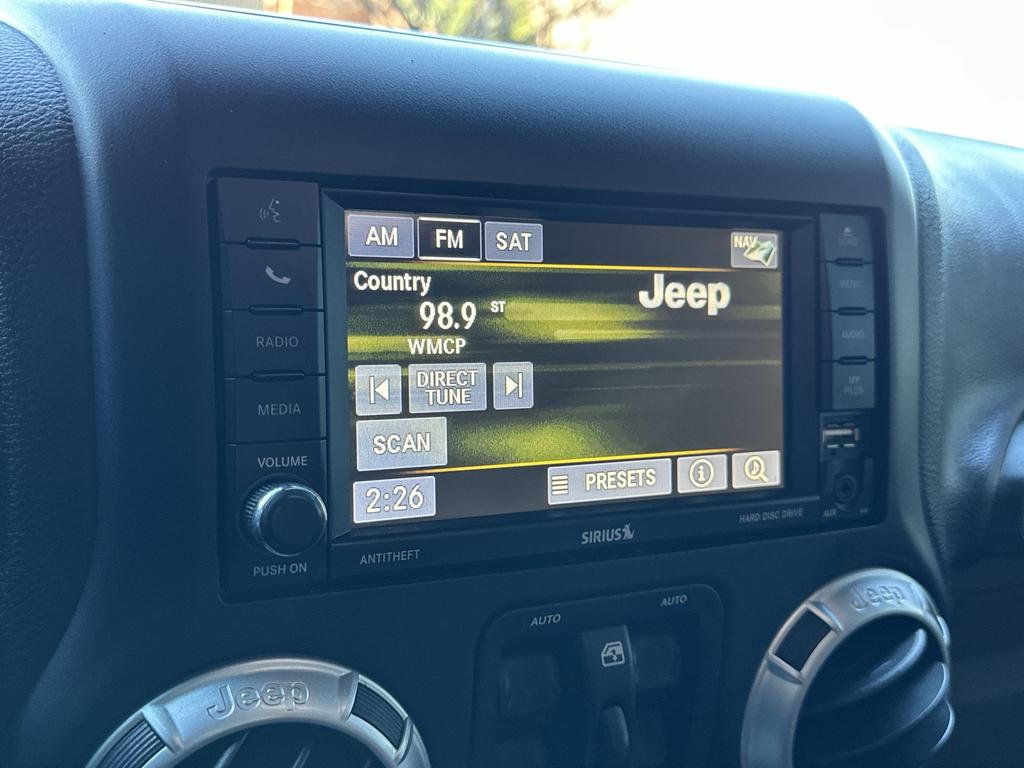 AM FM SAT
NAV
Country
Jeep
98.9 ST
WMCP
DIRECT
TUNE
SCAN
2:26
PRESETS
RADIO
MEDIA
VOLUME
PUSH ON
LOAD
MENU
AUDIO
MY
FILES
AUX
ANTITHEFT
SIRIUS
HARD DISC DRIVE
AUTO
AUTO
Jeep
Jeep